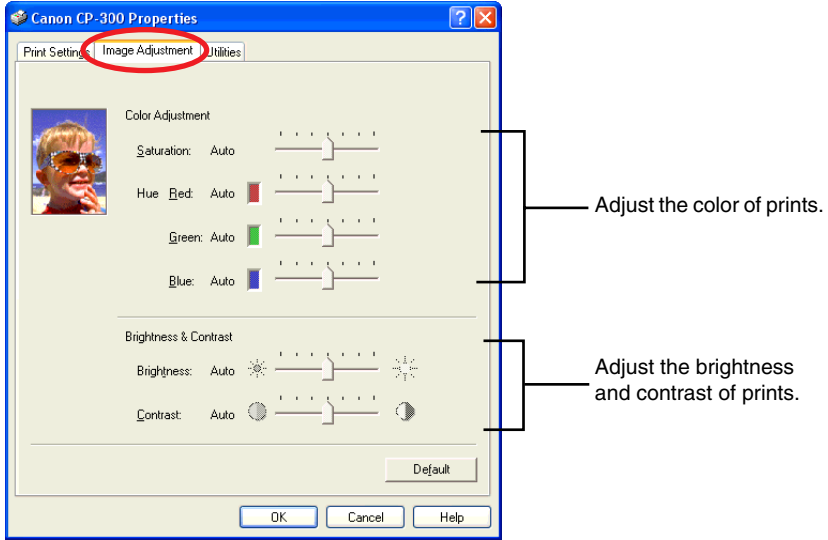 Canon CP-300 Properties
Print Settings Image Adjustment Utilities
Color Adjustment
Saturation: Auto
Hue Red: Auto
Green: Auto
Blue: Auto
Adjust the color of prints.
Brightness & Contrast
Brightness: Auto
Contrast: Auto
Adjust the brightness
and contrast of prints.
Default
OK Cancel Help